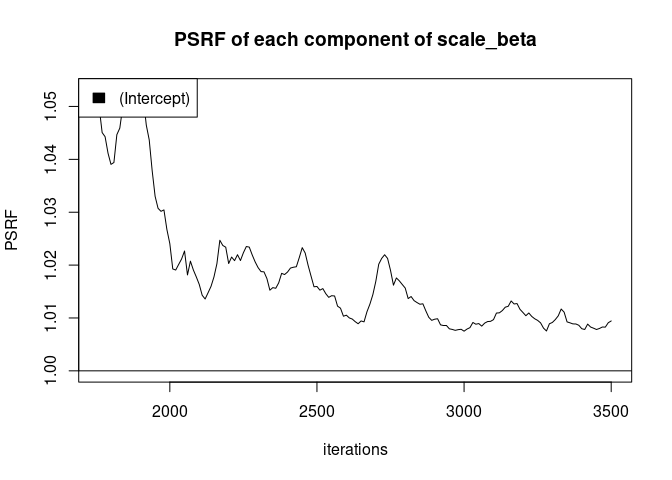 PSRF of each component of scale_beta
(Intercept)
PSRF
1.05
1.04
1.03
1.02
1.01
1.00
2000 2500 3000 3500
iterations